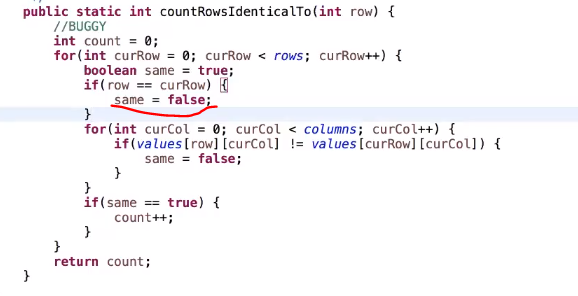 public static int countRowsIdenticalTo(int row) {
//BUGGY
int count = 0;
for(int curRow = 0; curRow < rows; curRow++) {
boolean same = true;
if(row == curRow) {
same = false;
}
for(int curCol = 0; curCol < columns; curCol++) {
if(values[row][curCol] != values[curRow][curCol]) {
same = false;
}
}
if(same == true) {
count++;
}
}
return count;
}